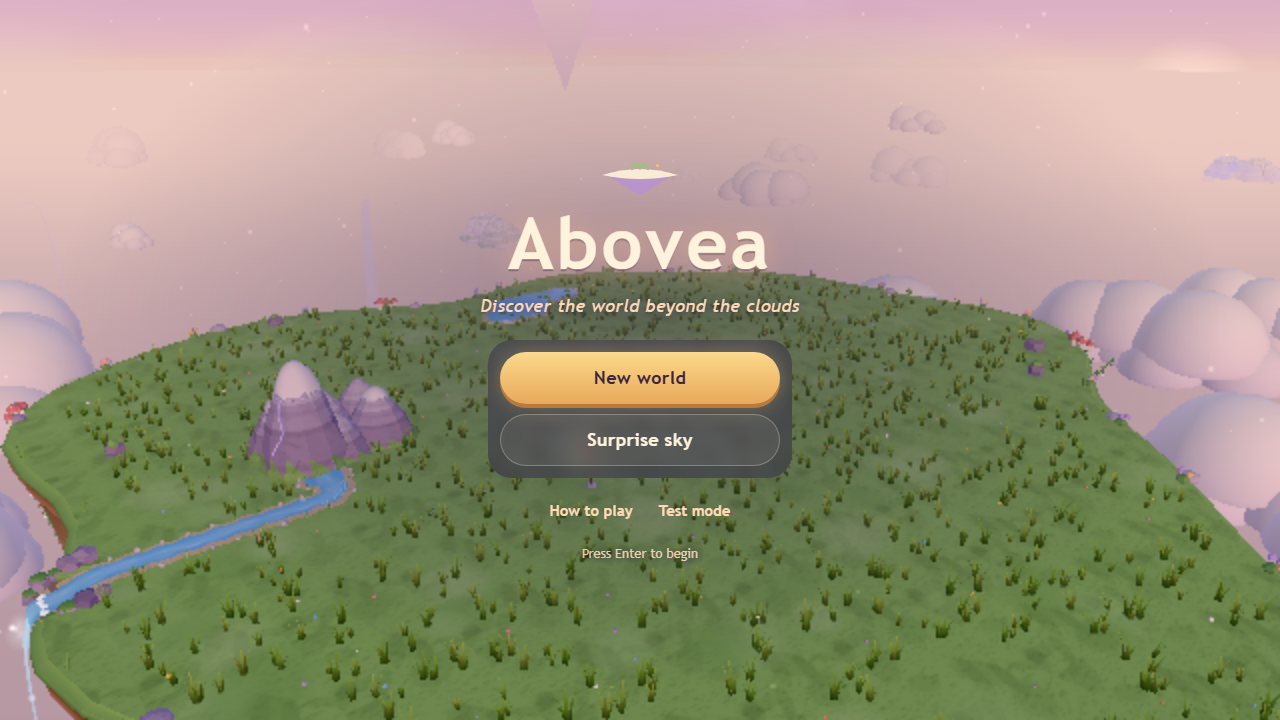 Abovea
Discover the world beyond the clouds
New world
Surprise sky
How to play Test mode
Press Enter to begin